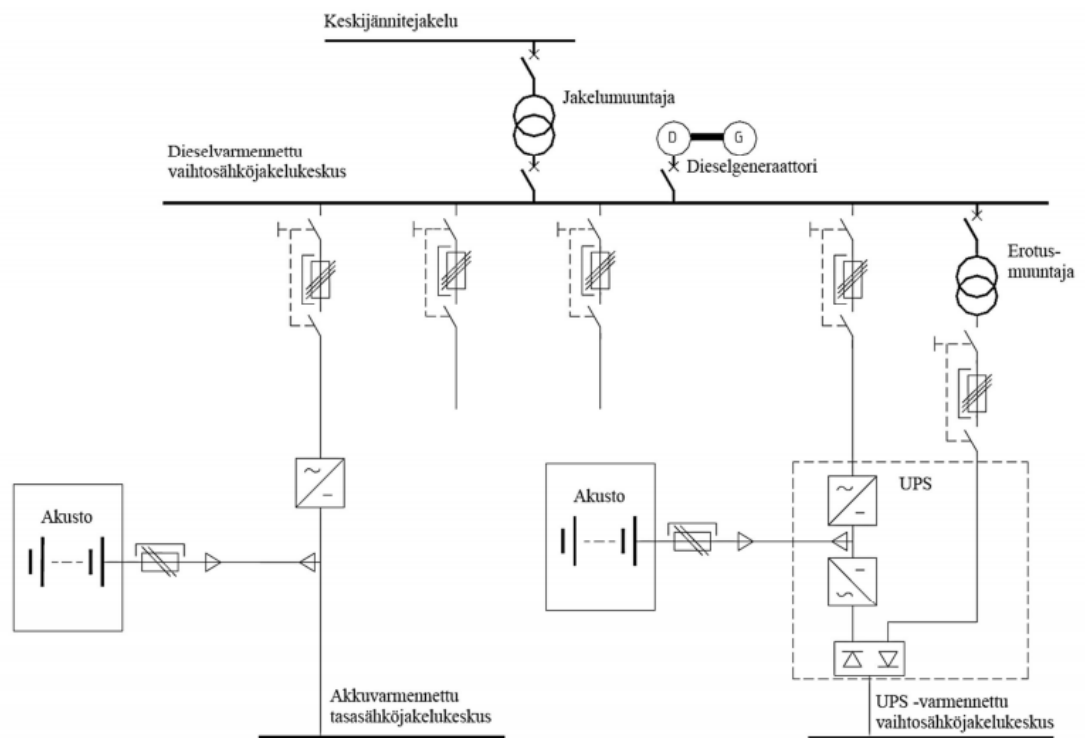 Keskijännitejakelu
Jakelumuuntaja
D
G
Dieselgeneraattori
Dieselvarmennettu
vaihtosähköjakelukeskus
Erotus-
muuntaja
UPS
Akusto
Akusto
Akkuvarmennettu
tasasähköjakelukeskus
UPS -varmennettu
vaihtosähköjakelukeskus